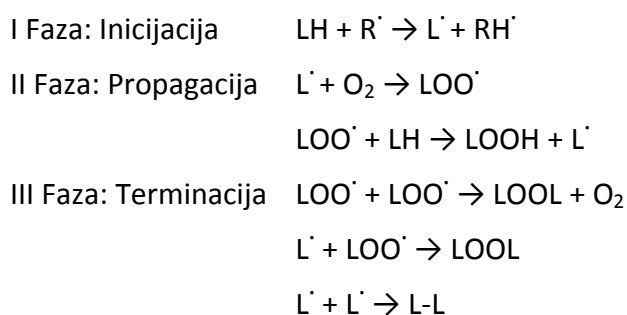 I Faza: Inicijacija LH + R˙ → L˙ + RH˙
II Faza: Propagacija L˙ + O₂ → LOO˙
LOO˙ + LH → LOOH + L˙
III Faza: Terminacija LOO˙ + LOO˙ → LOOL + O₂
L˙ + LOO˙ → LOOL
L˙ + L˙ → L-L